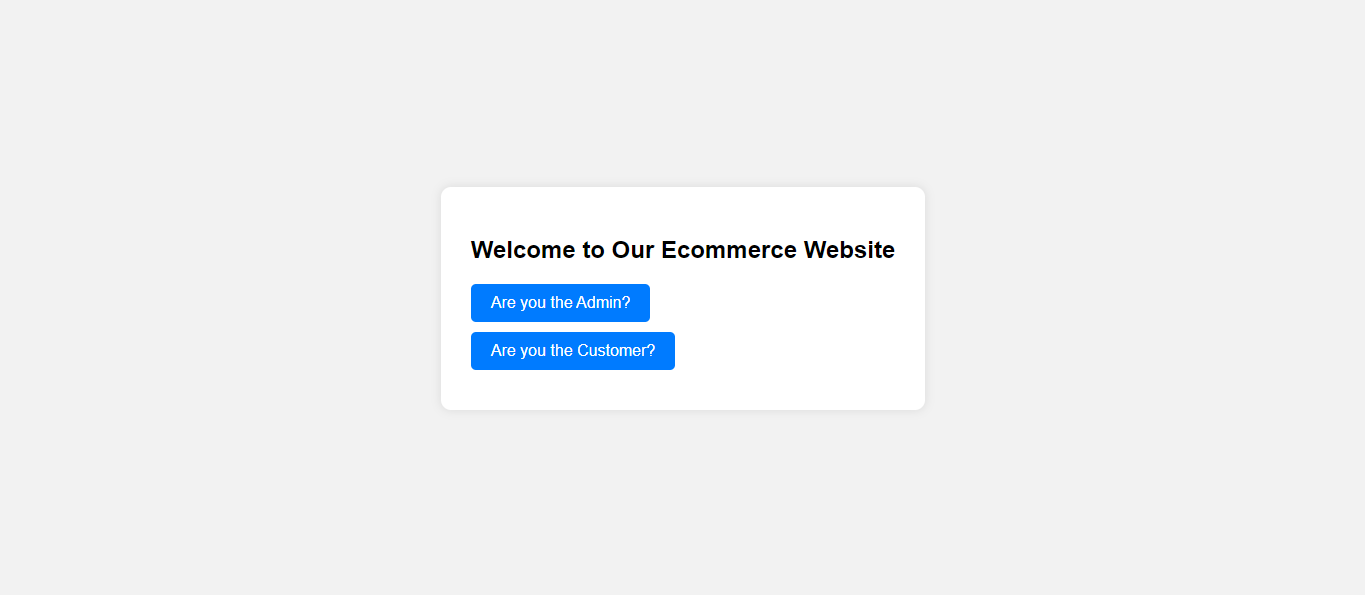 Welcome to Our Ecommerce Website
Are you the Admin?
Are you the Customer?